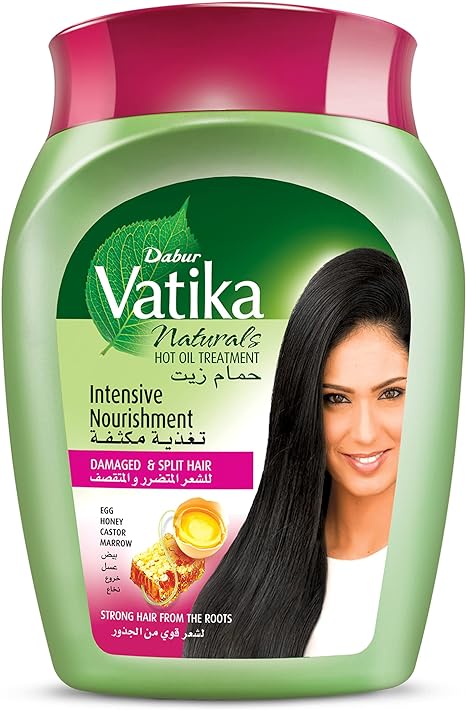 Dabur
Vatika
Naturals
HOT OIL TREATMENT
حمام زيت
Intensive
Nourishment
تغذية مكثفة
DAMAGED & SPLIT HAIR
للشعر المتضرر والمتقصف
EGG
HONEY
CASTOR
MARROW
بيض
عسل
خروع
نخاع
STRONG HAIR FROM THE ROOTS
لشعر قوي من الجذور